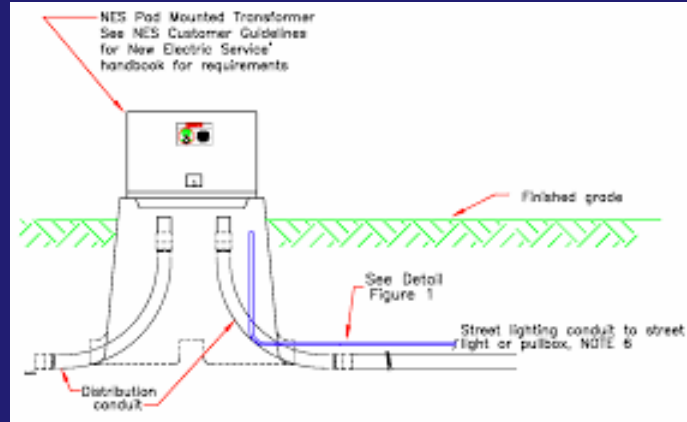 NES Pad Mounted Transformer
See NES Customer Guidelines
for New Electric Service'
handbook for requirements
Finished grade
See Detail
Figure 1
Street lighting conduit to street
light or pullbox, NOTE 6
Distribution
conduit